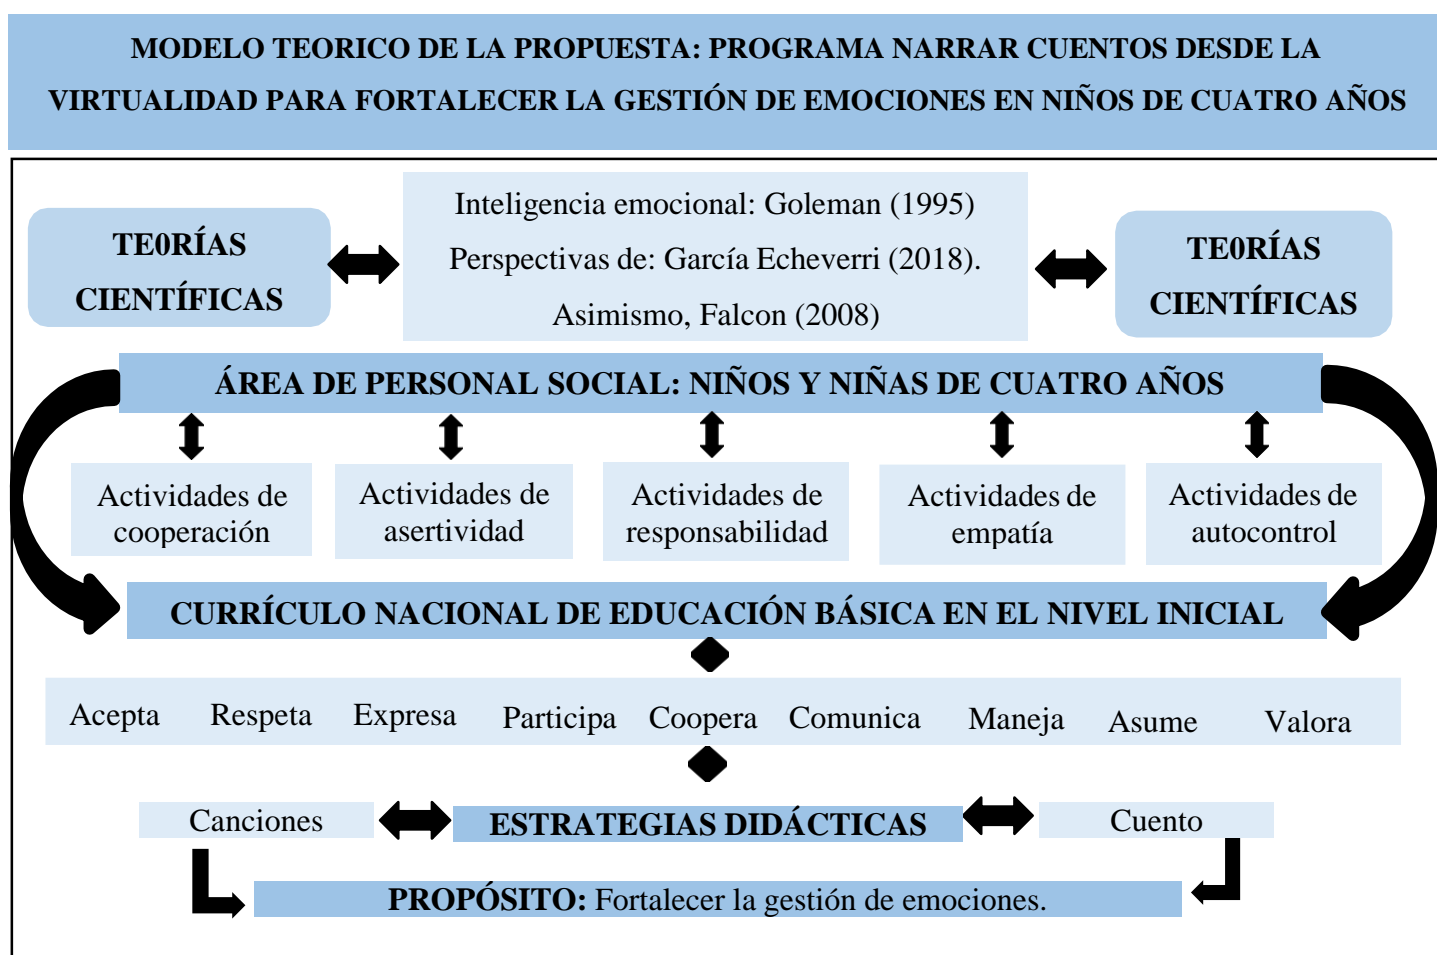 MODELO TEORICO DE LA PROPUESTA: PROGRAMA NARRAR CUENTOS DESDE LA
VIRTUALIDAD PARA FORTALECER LA GESTIÓN DE EMOCIONES EN NIÑOS DE CUATRO AÑOS
TE0RÍAS
CIENTÍFICAS
Inteligencia emocional: Goleman (1995)
Perspectivas de: García Echeverri (2018).
Asimismo, Falcon (2008)
TE0RÍAS
CIENTÍFICAS
ÁREA DE PERSONAL SOCIAL: NIÑOS Y NIÑAS DE CUATRO AÑOS
Actividades de
cooperación
Actividades de
asertividad
Actividades de
responsabilidad
Actividades de
empatía
Actividades de
autocontrol
CURRÍCULO NACIONAL DE EDUCACIÓN BÁSICA EN EL NIVEL INICIAL
Acepta Respeta Expresa Participa Coopera Comunica Maneja Asume Valora
Canciones
ESTRATEGIAS DIDÁCTICAS
Cuento
PROPÓSITO: Fortalecer la gestión de emociones.